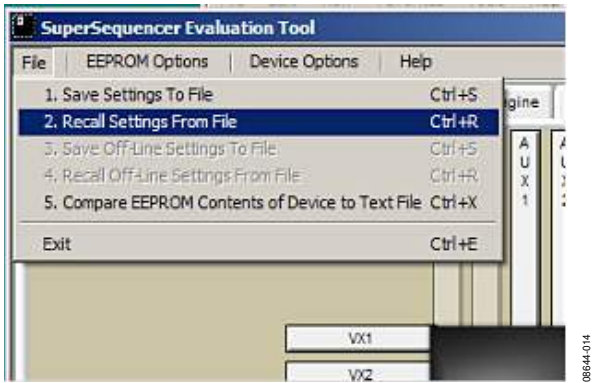 SuperSequencer Evaluation Tool
File | EEPROM Options | Device Options | Help
1. Save Settings To File Ctrl+S
2. Recall Settings From File Ctrl+R
3. Save Off-Line Settings To File Ctrl+S
4. Recall Off-Line Settings From File Ctrl+R
5. Compare EEPROM Contents of Device to Text File Ctrl+X
Exit Ctrl+E
gine
AUX1
VX1
VX2
08644-014